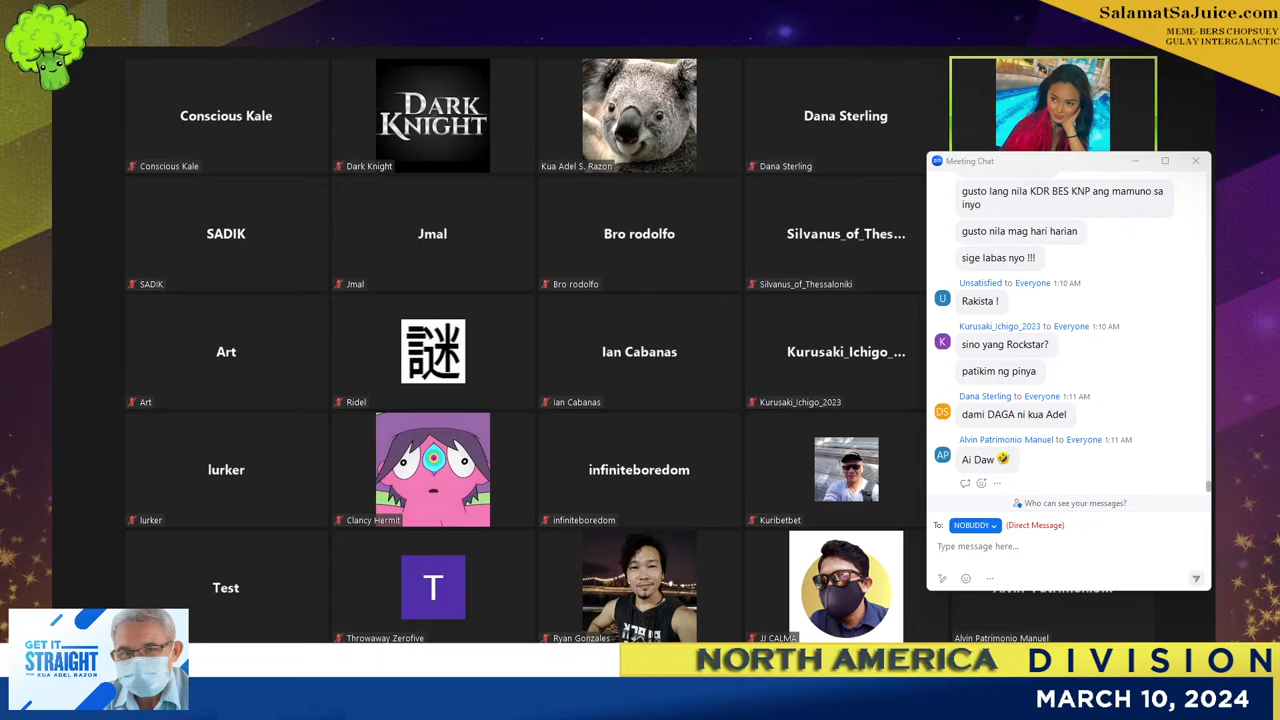 SalamatSaJuice.com
MEME-BERS CHOPSUEY
GULAY INTERGALACTIC
Conscious Kale
Conscious Kale
DARK
KNIGHT
Dark Knight
Kua Adel S. Razon
Dana Sterling
Dana Sterling
SADIK
SADIK
Jmal
Jmal
Bro rodolfo
Bro rodolfo
Silvanus_of_Thes...
Silvanus_of_Thessaloniki
Art
Art
謎
Ridel
Ian Cabanas
Ian Cabanas
Kurusaki_Ichigo_...
Kurusaki_Ichigo_2023
lurker
lurker
Clancy Hermit
infiniteboredom
infiniteboredom
Kuribetbet
Test
T
Throwaway Zerofive
Ryan Gonzales
JJ CALMA
Alvin Patrimonio Manuel
Meeting Chat
gusto lang nila KDR BES KNP ang mamuno sa
inyo
gusto nila mag hari harian
sige labas nyo !!!
Unsatisfied to Everyone 1:10 AM
U
Rakista !
Kurusaki_Ichigo_2023 to Everyone 1:10 AM
K
sino yang Rockstar?
patikim ng pinya
Dana Sterling to Everyone 1:11 AM
DS
dami DAGA ni kua Adel
Alvin Patrimonio Manuel to Everyone 1:11 AM
AP
Ai Daw 🤣
Who can see your messages?
To: NOBUDDY (Direct Message)
Type message here...
GET IT
STRAIGHT
KUA ADEL RAZON
NORTH AMERICA DIVISION
MARCH 10, 2024